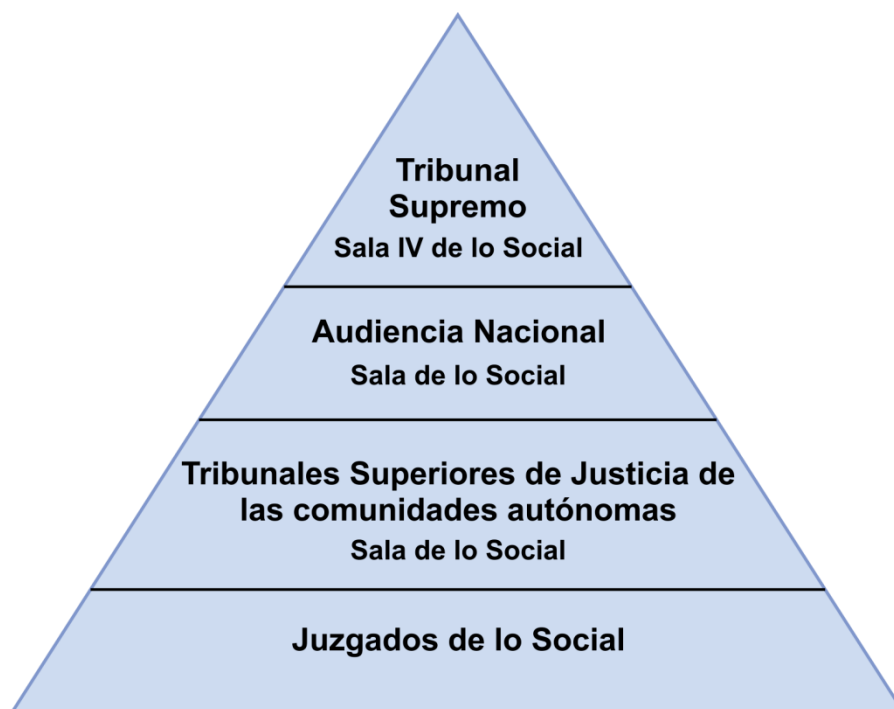 Tribunal
Supremo
Sala IV de lo Social
Audiencia Nacional
Sala de lo Social
Tribunales Superiores de Justicia de
las comunidades autónomas
Sala de lo Social
Juzgados de lo Social